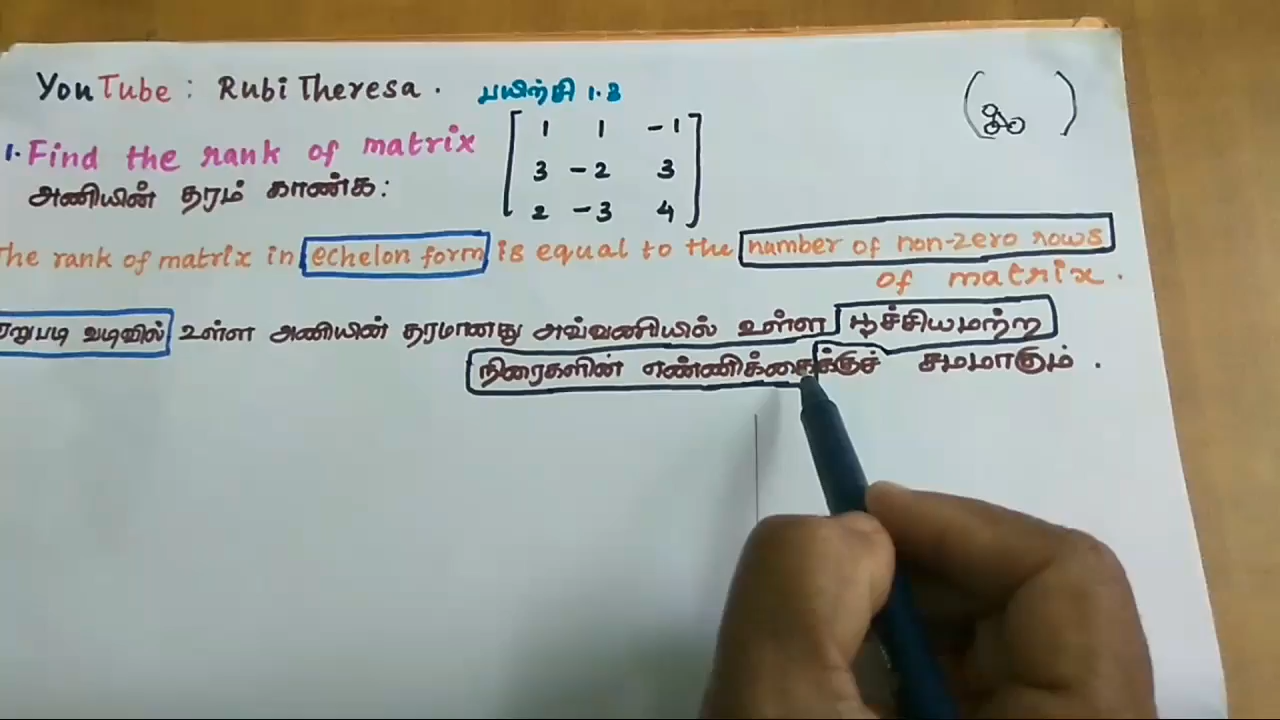 YouTube : Rubi Theresa . பயிற்சி 1.3
1. Find the rank of matrix
அணியின் தரம் காண்க :
1 1 -1
3 -2 3
2 -3 4
The rank of matrix in echelon form is equal to the number of non-zero rows
of matrix .
ஏறுபடி வடிவில் உள்ள அணியின் தரமானது அவ்வணியில் உள்ள பூச்சியமற்ற
நிரைகளின் எண்ணிக்கைக்குச் சமமாகும் .